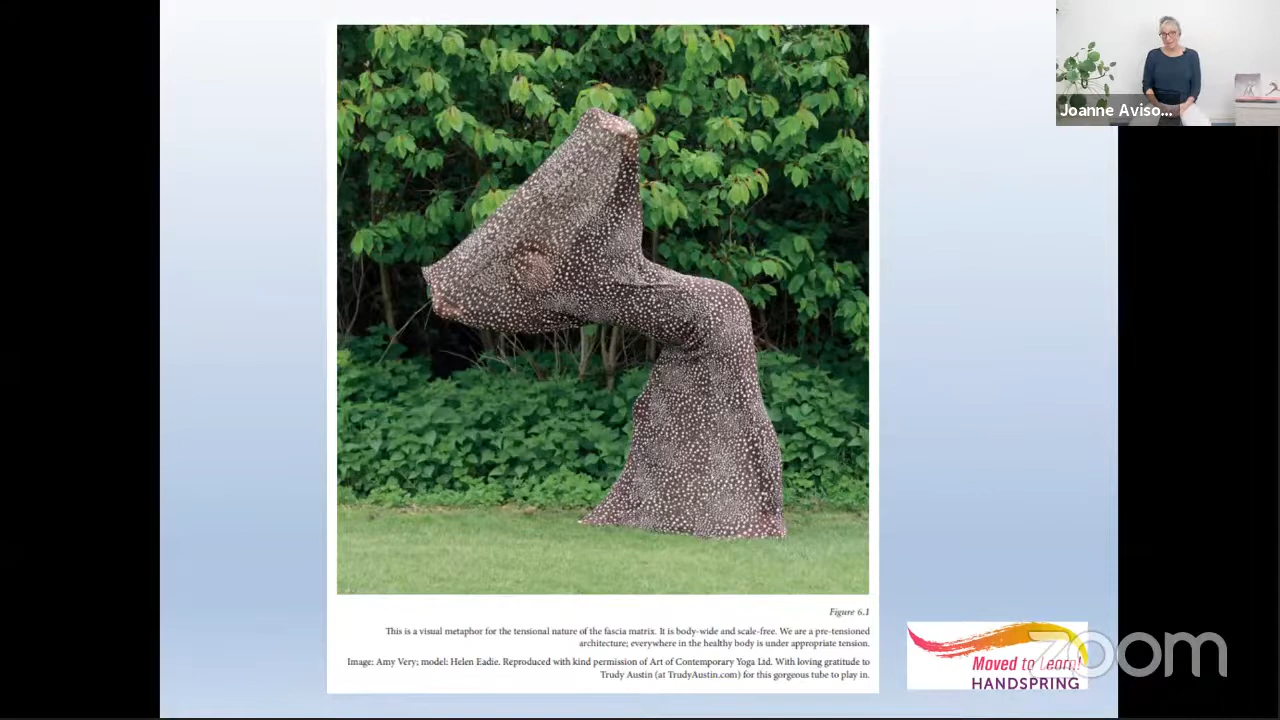 Joanne Aviso...
Figure 6.1
This is a visual metaphor for the tensional nature of the fascia matrix. It is body-wide and scale-free. We are a pre-tensioned
architecture; everywhere in the healthy body is under appropriate tension.
Image: Amy Very; model: Helen Eadie. Reproduced with kind permission of Art of Contemporary Yoga Ltd. With loving gratitude to
Trudy Austin (at TrudyAustin.com) for this gorgeous tube to play in.
Moved to Learn!
HANDSPRING
zoom